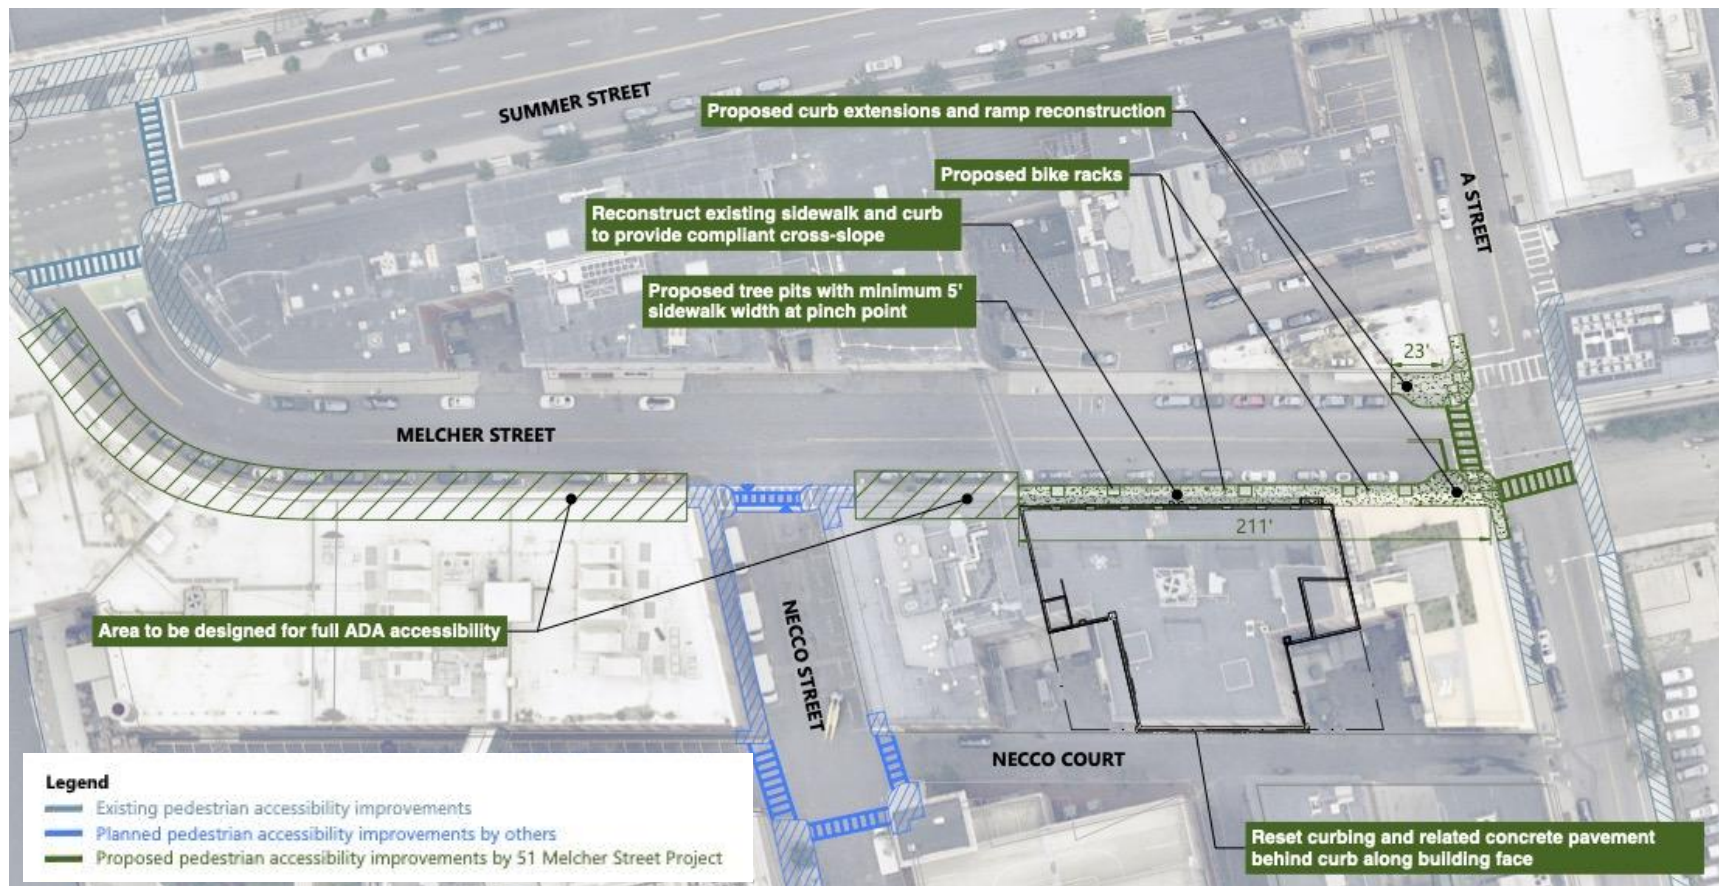 SUMMER STREET
Proposed curb extensions and ramp reconstruction
Proposed bike racks
A STREET
Reconstruct existing sidewalk and curb
to provide compliant cross-slope
Proposed tree pits with minimum 5'
sidewalk width at pinch point
23'
MELCHER STREET
211'
Area to be designed for full ADA accessibility
NECCO STREET
NECCO COURT
Legend
Existing pedestrian accessibility improvements
Planned pedestrian accessibility improvements by others
Proposed pedestrian accessibility improvements by 51 Melcher Street Project
Reset curbing and related concrete pavement
behind curb along building face